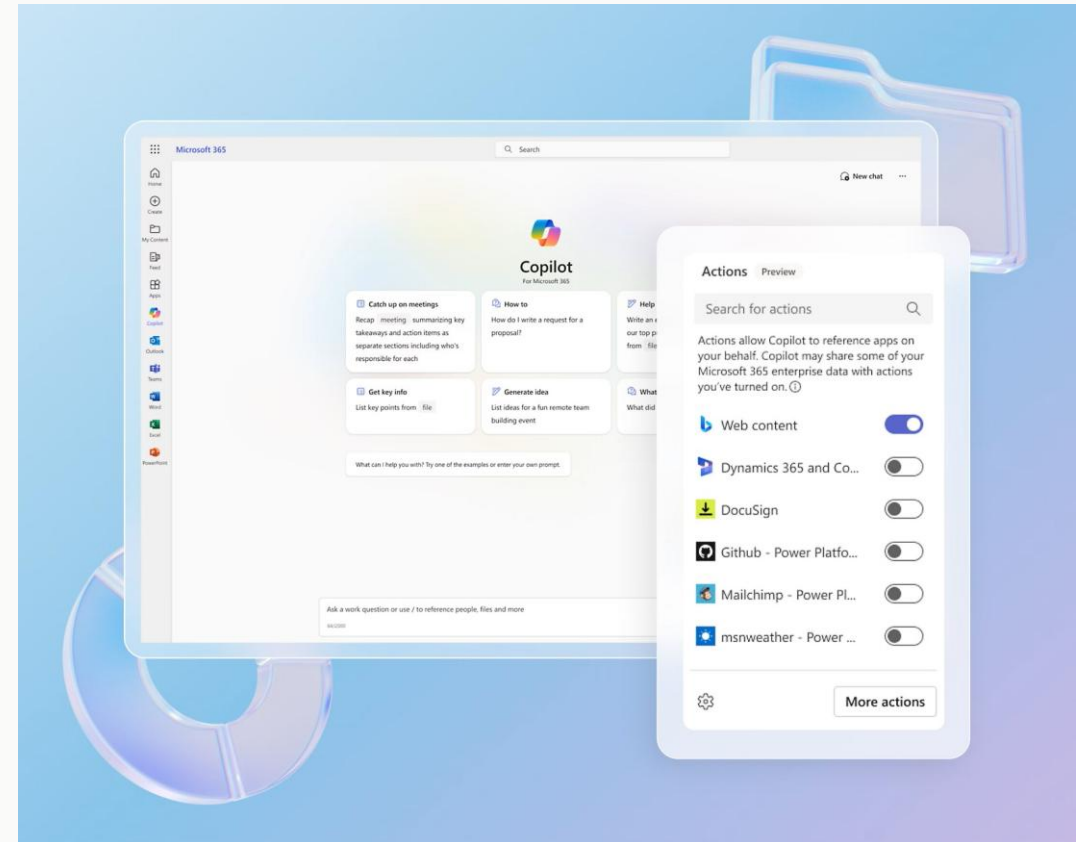 Microsoft 365
Search
Home
Create
My Content
Feed
Apps
Copilot
Outlook
Teams
Word
Excel
PowerPoint
New chat
Copilot
For Microsoft 365
Catch up on meetings
Recap meeting summarizing key
takeaways and action items as
separate sections including who's
responsible for each
How to
How do I write a request for a
proposal?
Help
Write an
our top p
from file
Get key info
List key points from file
Generate idea
List ideas for a fun remote team
building event
What
What did
What can I help you with? Try one of the examples or enter your own prompt.
Ask a work question or use / to reference people, files and more
Actions Preview
Search for actions
Actions allow Copilot to reference apps on
your behalf. Copilot may share some of your
Microsoft 365 enterprise data with actions
you've turned on.
Web content
Dynamics 365 and Co...
DocuSign
Github - Power Platfo...
Mailchimp - Power Pl...
msnweather - Power ...
More actions